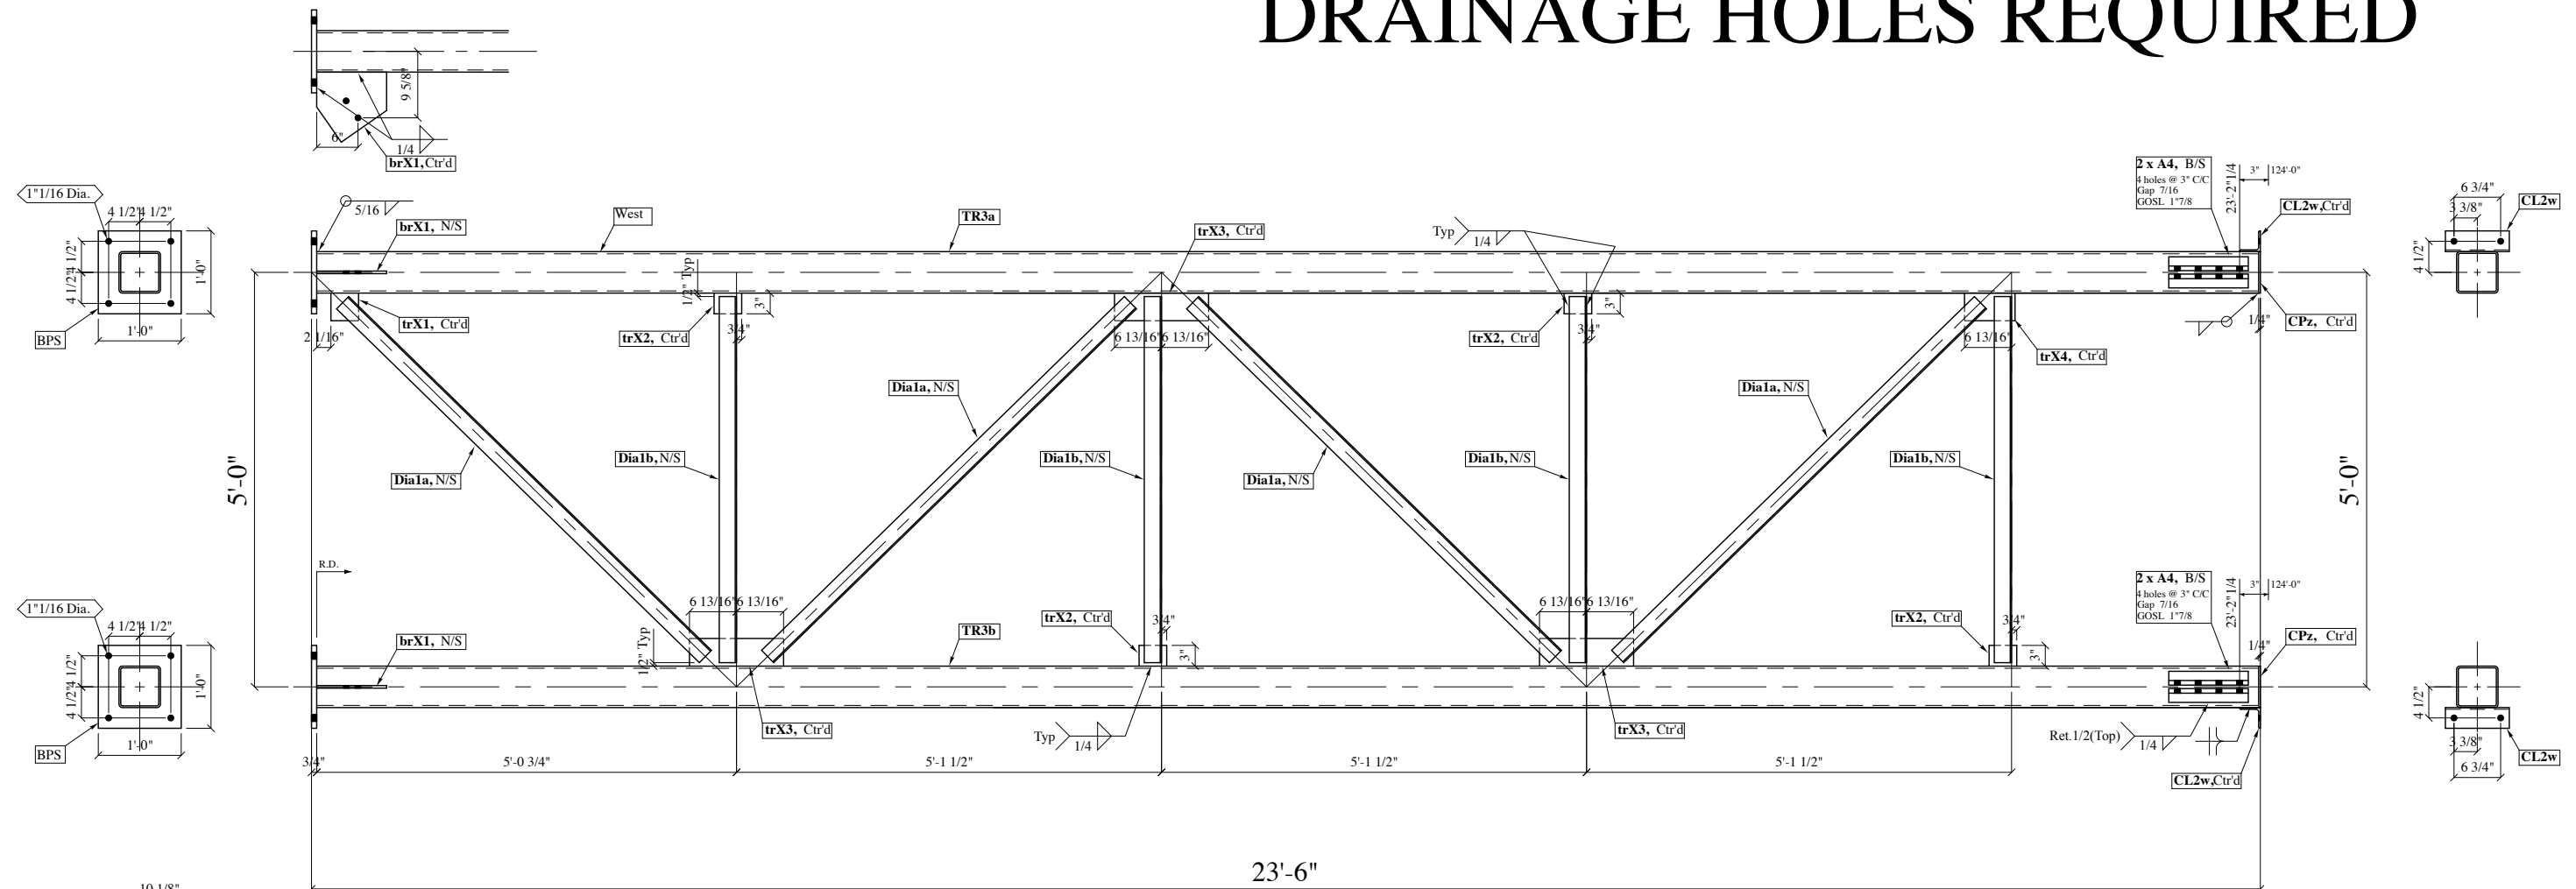 DRAINAGE HOLES REQUIRED
9 5/8"
6"
1/4
brX1, Ctr'd
1"1/16 Dia.
4 1/2" 4 1/2"
4 1/2" 4 1/2"
1'-0"
1'-0"
BPS
5/16
brX1, N/S
West
TR3a
trX3, Ctr'd
Typ
1/4
2 x A4, B/S
4 holes @ 3" C/C
Gap 7/16
GOSL 1"7/8
23'-2"1/4
3"
124'-0"
CL2w, Ctr'd
6 3/4"
3 3/8"
CL2w
4 1/2"
1/2" Typ
3"
3"
trX1, Ctr'd
2 1/16"
trX2, Ctr'd
3/4"
6 13/16" 6 13/16"
trX2, Ctr'd
3/4"
6 13/16"
trX4, Ctr'd
1/4"
CPz, Ctr'd
Dia1a, N/S
Dia1a, N/S
Dia1b, N/S
Dia1b, N/S
Dia1b, N/S
Dia1b, N/S
Dia1a, N/S
Dia1a, N/S
5'-0"
5'-0"
R.D.
1"1/16 Dia.
4 1/2" 4 1/2"
4 1/2" 4 1/2"
1'-0"
1'-0"
BPS
brX1, N/S
1/2" Typ
6 13/16" 6 13/16"
TR3b
trX2, Ctr'd
3/4"
3"
6 13/16" 6 13/16"
trX2, Ctr'd
3/4"
3"
2 x A4, B/S
4 holes @ 3" C/C
Gap 7/16
GOSL 1"7/8
23'-2"1/4
3"
124'-0"
1/4"
CPz, Ctr'd
4 1/2"
3 3/8"
6 3/4"
CL2w
trX3, Ctr'd
Typ
1/4
trX3, Ctr'd
Ret.1/2(Top)
1/4
CL2w, Ctr'd
3/4"
5'-0 3/4"
5'-1 1/2"
5'-1 1/2"
5'-1 1/2"
23'-6"
10 1/8"